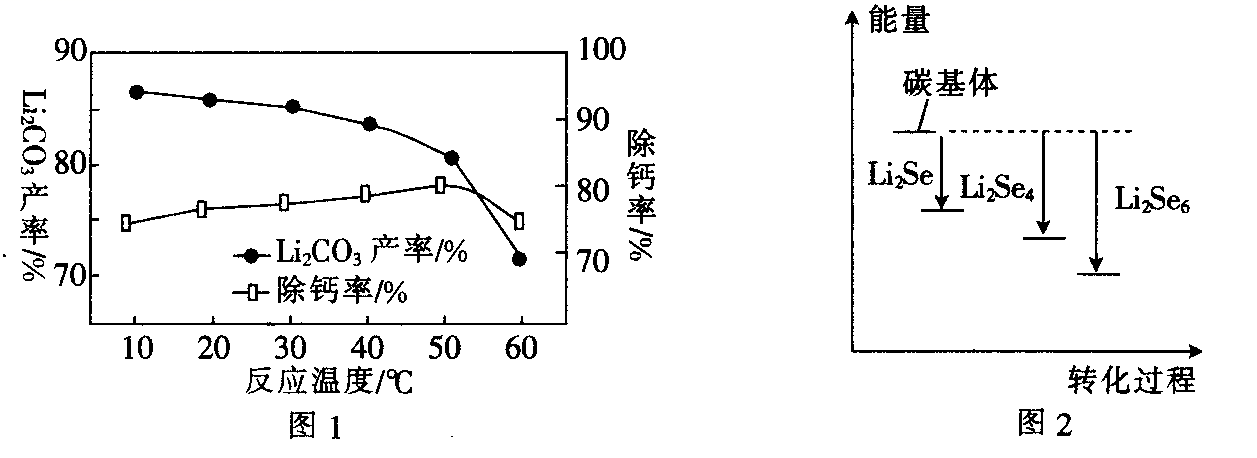 90
80
70
Li₂CO₃产率/%
100
90
80
70
除钙率/%
Li₂CO₃产率/%
除钙率/%
10 20 30 40 50 60
反应温度/℃
图 1
能量
碳基体
Li₂Se
Li₂Se₄
Li₂Se₆
转化过程
图 2